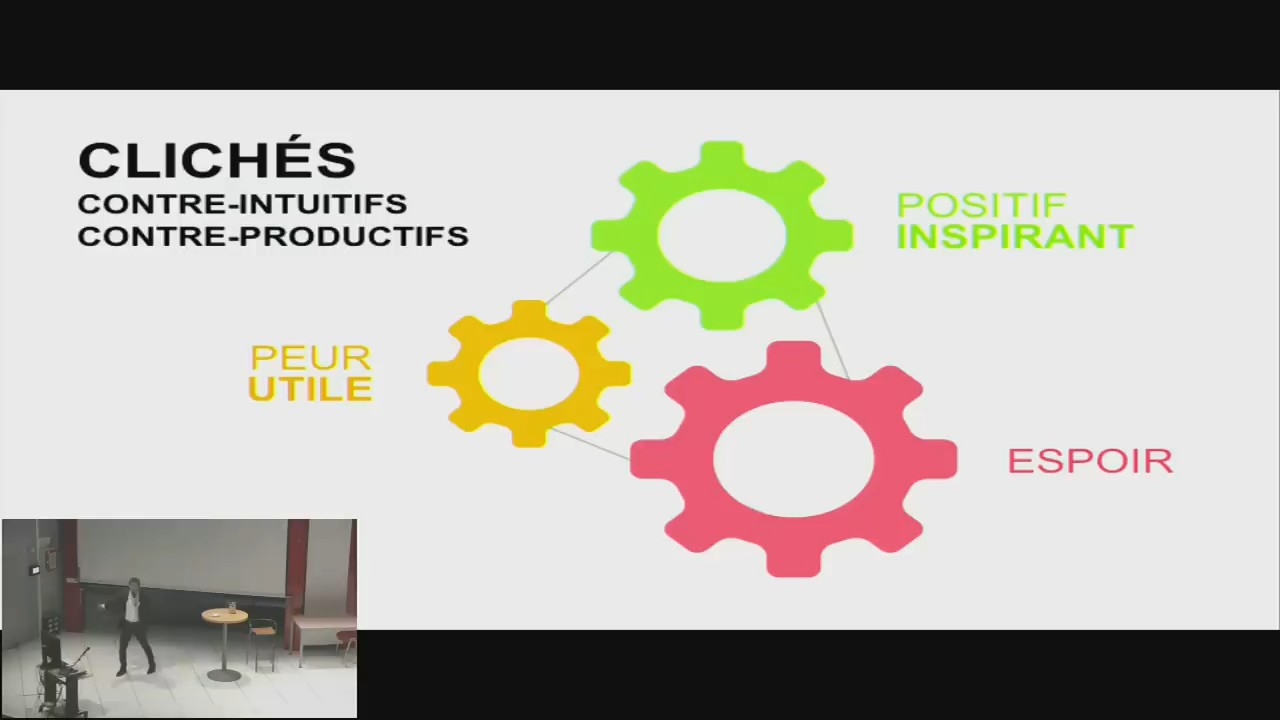 CLICHÉS
CONTRE-INTUITIFS
CONTRE-PRODUCTIFS
POSITIF
INSPIRANT
PEUR
UTILE
ESPOIR